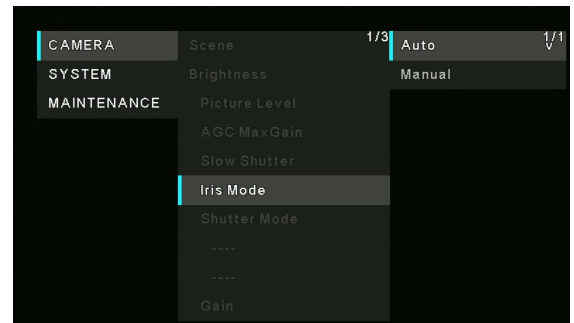 CAMERA
SYSTEM
MAINTENANCE
1/3
Scene
Brightness
Picture Level
AGC MaxGain
Slow Shutter
Iris Mode
Shutter Mode
----
----
Gain
1/1
Auto
Manual